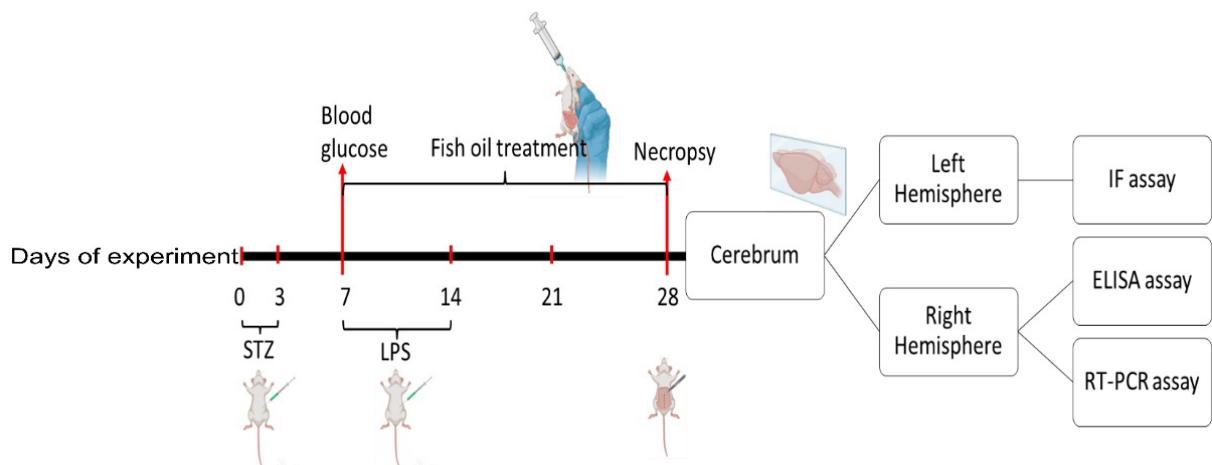 Blood
glucose
Fish oil treatment
Necropsy
Days of experiment
0
3
7
14
21
28
STZ
LPS
Cerebrum
Left
Hemisphere
IF assay
Right
Hemisphere
ELISA assay
RT-PCR assay